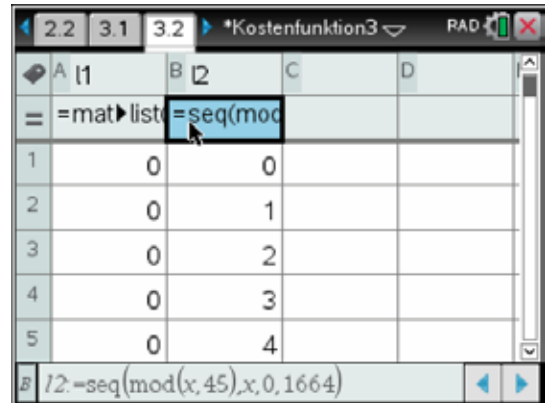 2.2 3.1 3.2 *Kostenfunktion3 RAD
A l1 B l2 C D
= =mat▶list( =seq(mod
1 0 0
2 0 1
3 0 2
4 0 3
5 0 4
B l2:=seq(mod(x,45),x,0,1664)